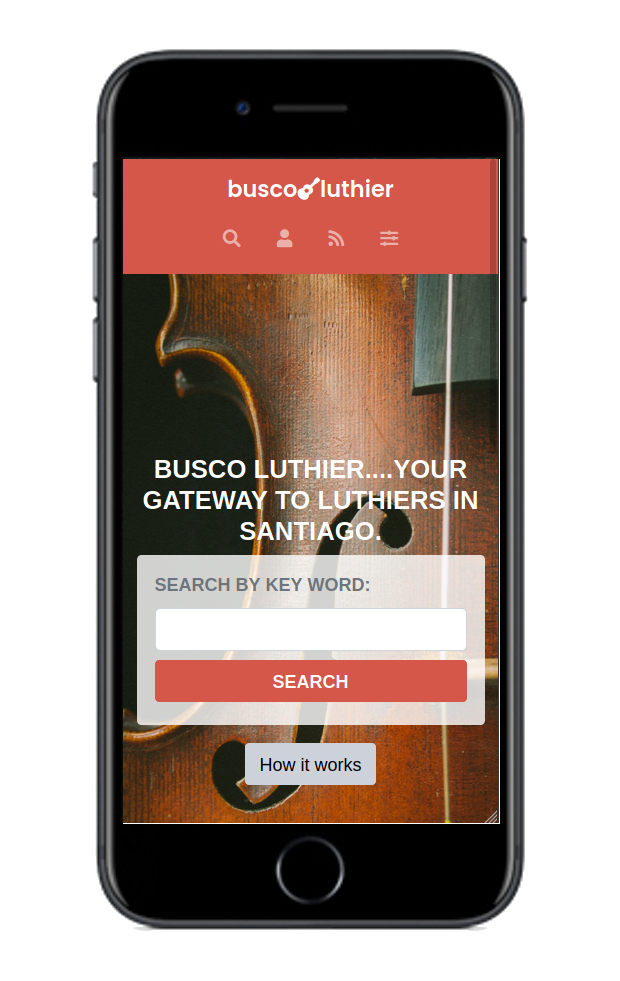 busco luthier
BUSCO LUTHIER....YOUR
GATEWAY TO LUTHIERS IN
SANTIAGO.
SEARCH BY KEY WORD:
SEARCH
How it works